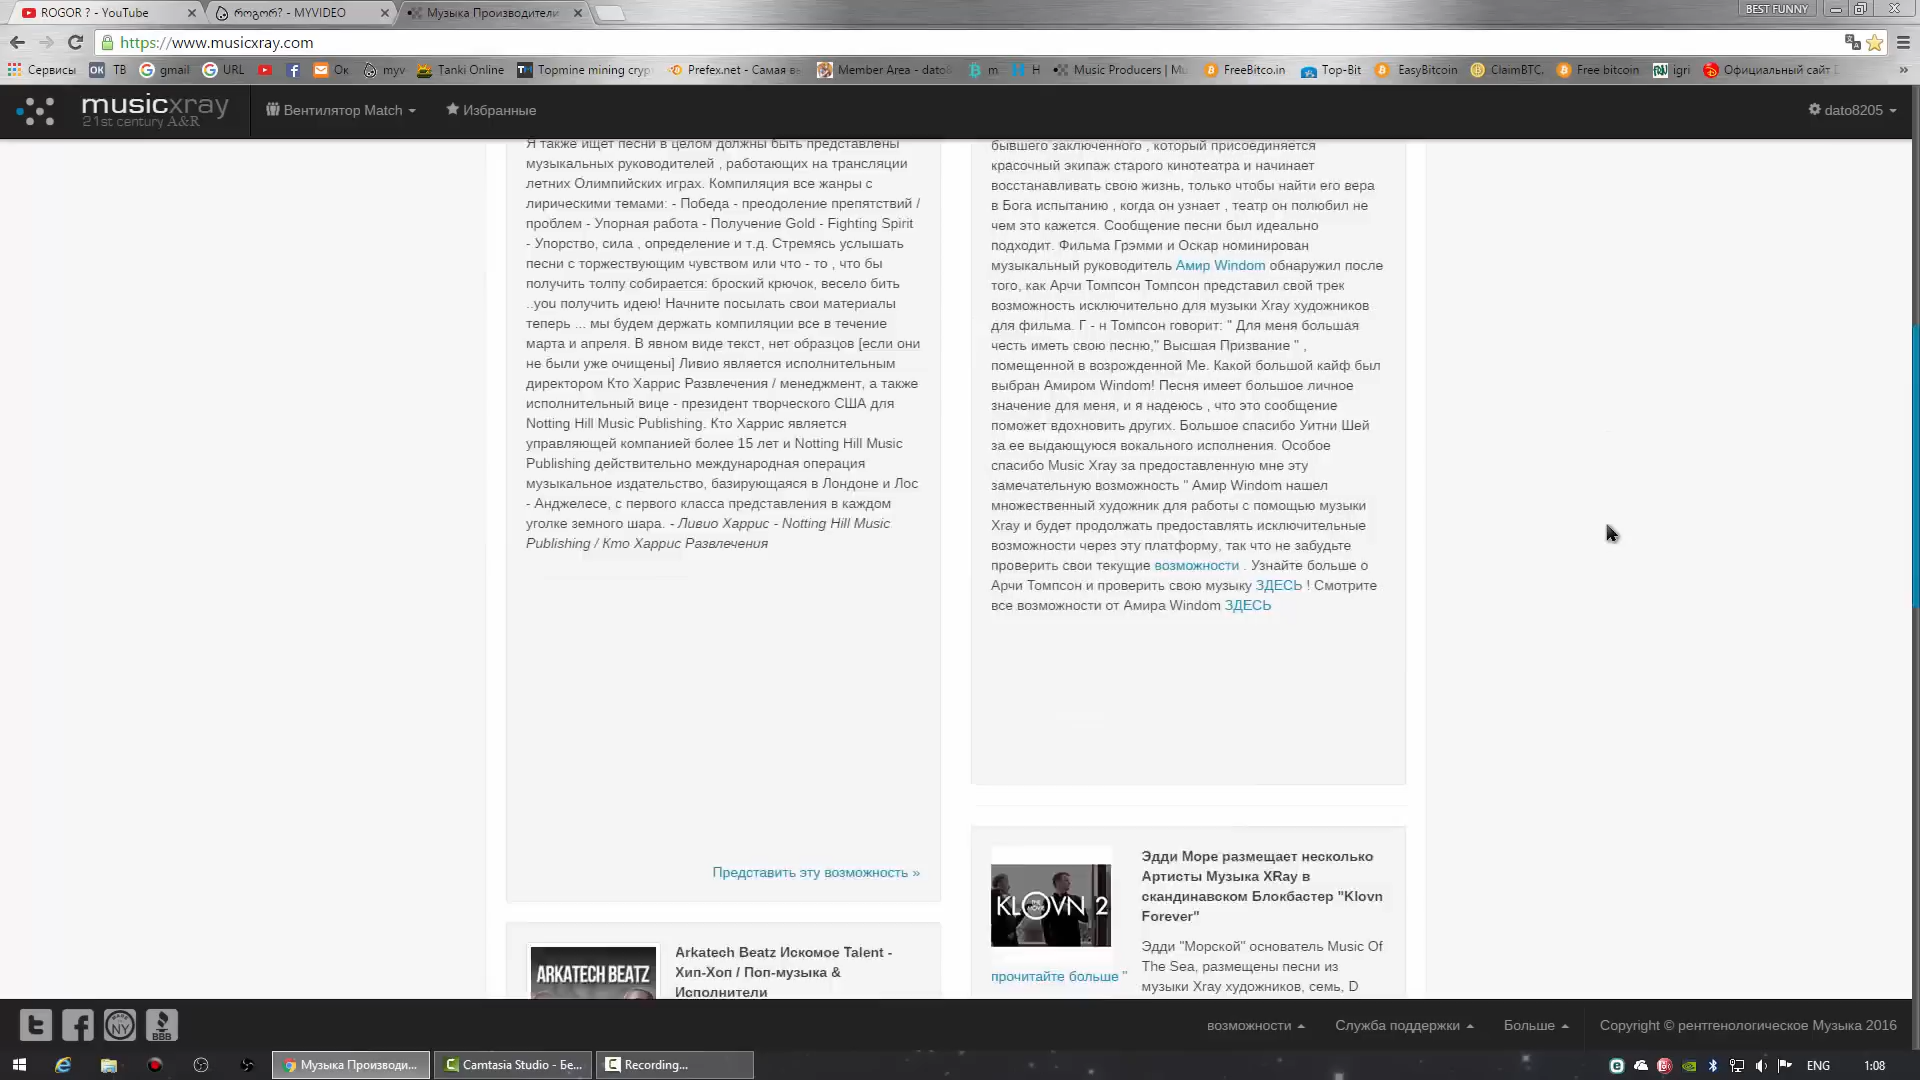 ROGOR ? - YouTube
როგორ? - MYVIDEO
Музыка Производители
BEST FUNNY
https://www.musicxray.com
Сервисы
ОК
ТВ
gmail
URL
Ок
myv
Tanki Online
Topmine mining cryp
Prefex.net - Самая в
Member Area - dato8
m
H
Music Producers | Mu
FreeBitco.in
Top-Bit
EasyBitcoin
ClaimBTC.
Free bitcoin
igri
Официальный сайт
musicxray
21st century A&R
Вентилятор Match
Избранные
dato8205
Я также ищет песни в целом должны быть представлены
музыкальных руководителей , работающих на трансляции
летних Олимпийских играх. Компиляция все жанры с
лирическими темами: - Победа - преодоление препятствий /
проблем - Упорная работа - Получение Gold - Fighting Spirit
- Упорство, сила , определение и т.д. Стремясь услышать
песни с торжествующим чувством или что - то , что бы
получить толпу собирается: броский крючок, весело бить
..you получить идею! Начните посылать свои материалы
теперь ... мы будем держать компиляции все в течение
марта и апреля. В явном виде текст, нет образцов [если они
не были уже очищены] Ливио является исполнительным
директором Кто Харрис Развлечения / менеджмент, а также
исполнительный вице - президент творческого США для
Notting Hill Music Publishing. Кто Харрис является
управляющей компанией более 15 лет и Notting Hill Music
Publishing действительно международная операция
музыкальное издательство, базирующаяся в Лондоне и Лос
- Анджелесе, с первого класса представления в каждом
уголке земного шара. - Ливио Харрис - Notting Hill Music
Publishing / Кто Харрис Развлечения
Представить эту возможность »
ARKATECH BEATZ
Arkatech Beatz Искомое Talent -
Хип-Хоп / Поп-музыка &
Исполнители
бывшего заключенного , который присоединяется
красочный экипаж старого кинотеатра и начинает
восстанавливать свою жизнь, только чтобы найти его вера
в Бога испытанию , когда он узнает , театр он полюбил не
чем это кажется. Сообщение песни был идеально
подходит. Фильма Грэмми и Оскар номинирован
музыкальный руководитель Амир Windom обнаружил после
того, как Арчи Томпсон Томпсон представил свой трек
возможность исключительно для музыки Xray художников
для фильма. Г - н Томпсон говорит: " Для меня большая
честь иметь свою песню," Высшая Призвание " ,
помещенной в возрожденной Me. Какой большой кайф был
выбран Амиром Windom! Песня имеет большое личное
значение для меня, и я надеюсь , что это сообщение
поможет вдохновить других. Большое спасибо Уитни Шей
за ее выдающуюся вокального исполнения. Особое
спасибо Music Xray за предоставленную мне эту
замечательную возможность " Амир Windom нашел
множественный художник для работы с помощью музыки
Xray и будет продолжать предоставлять исключительные
возможности через эту платформу, так что не забудьте
проверить свои текущие возможности . Узнайте больше о
Арчи Томпсон и проверить свою музыку ЗДЕСЬ ! Смотрите
все возможности от Амира Windom ЗДЕСЬ
KLOVN 2
THE MOVIE
прочитайте больше "
Эдди Море размещает несколько
Артисты Музыка XRay в
скандинавском Блокбастер "Klovn
Forever"
Эдди "Морской" основатель Music Of
The Sea, размещены песни из
музыки Xray художников, семь, D
NY
BBB
возможности
Служба поддержки
Больше
Copyright © рентгенологическое Музыка 2016
Музыка Производи...
Camtasia Studio - Бе...
Recording...
ENG
1:08